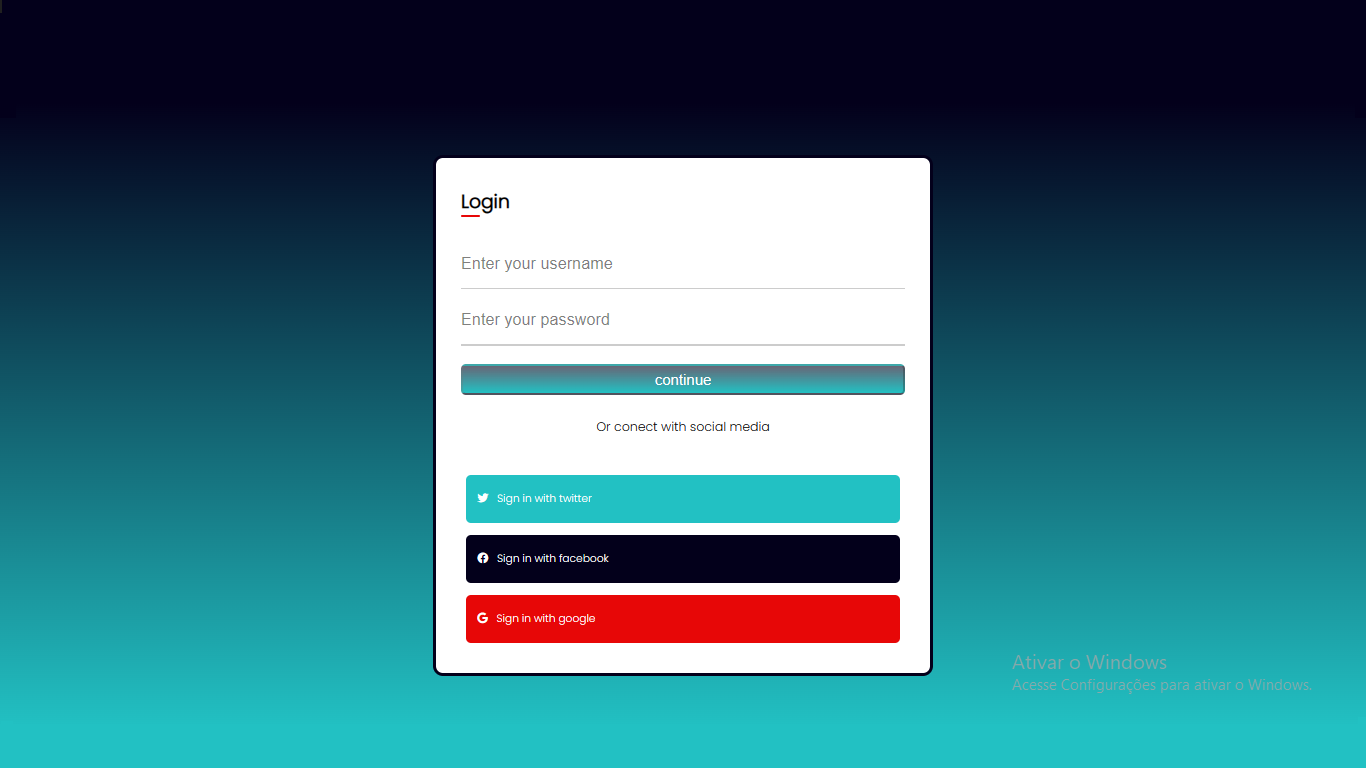 Login
Enter your username
Enter your password
continue
Or conect with social media
Sign in with twitter
Sign in with facebook
Sign in with google
Ativar o Windows
Acesse Configurações para ativar o Windows.